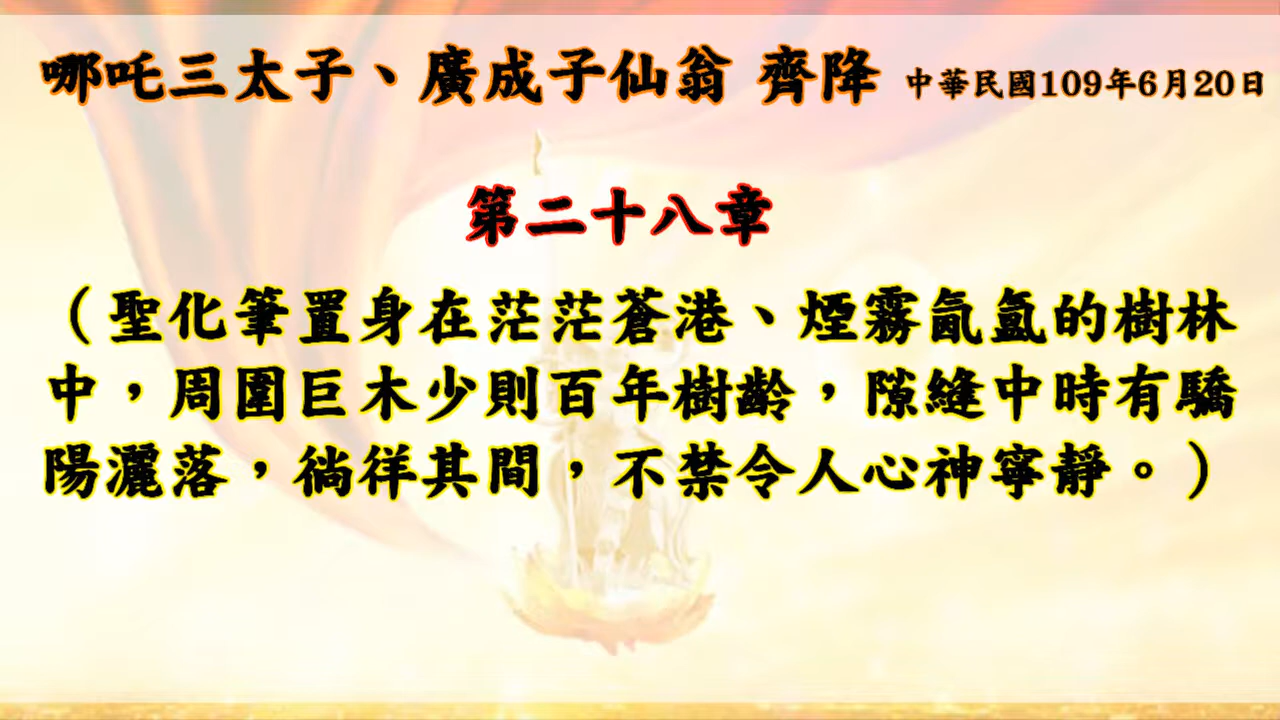 哪吒三太子、廣成子仙翁 齊降 中華民國109年6月20日
第二十八章
（聖化筆置身在茫茫蒼港、煙霧氤氳的樹林
中，周圍巨木少則百年樹齡，隙縫中時有驕
陽灑落，徜徉其間，不禁令人心神寧靜。）